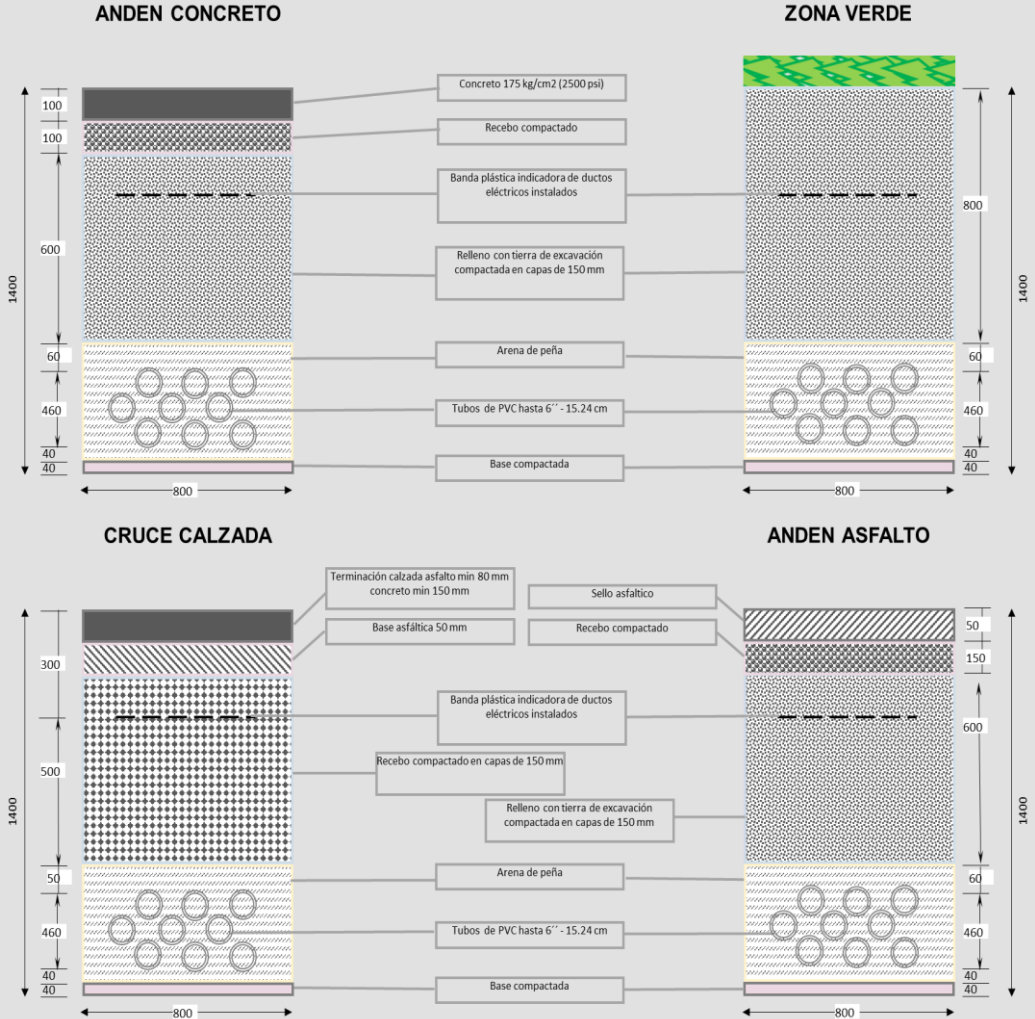 ANDEN CONCRETO
ZONA VERDE
100
100
600
1400
60
460
40
40
800
Concreto 175 kg/cm2 (2500 psi)
Recebo compactado
Banda plástica indicadora de ductos
eléctricos instalados
Relleno con tierra de excavación
compactada en capas de 150 mm
Arena de peña
Tubos de PVC hasta 6´´ - 15.24 cm
Base compactada
800
1400
60
460
40
40
800
CRUCE CALZADA
ANDEN ASFALTO
300
500
1400
50
460
40
40
800
Terminación calzada asfalto min 80 mm
concreto min 150 mm
Base asfáltica 50 mm
Sello asfaltico
Recebo compactado
Banda plástica indicadora de ductos
eléctricos instalados
Recebo compactado en capas de 150 mm
Relleno con tierra de excavación
compactada en capas de 150 mm
Arena de peña
Tubos de PVC hasta 6´´ - 15.24 cm
Base compactada
50
150
600
1400
60
460
40
40
800